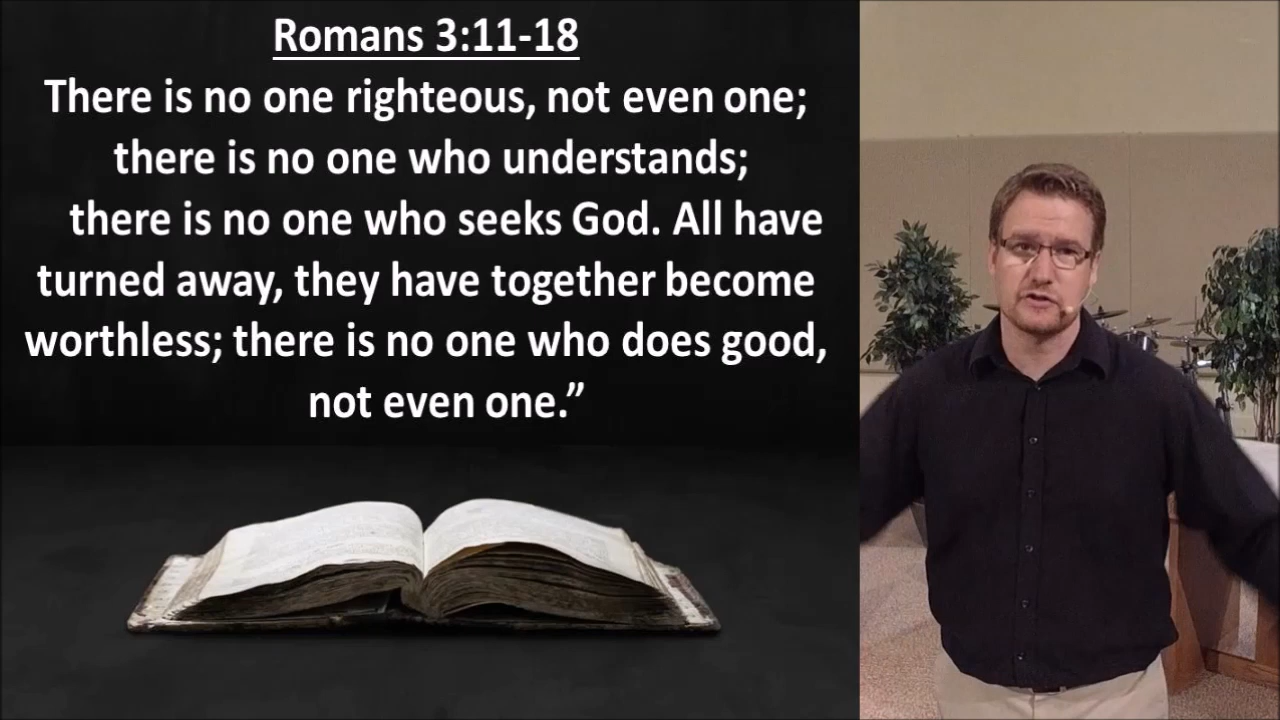 Romans 3:11-18
There is no one righteous, not even one;
there is no one who understands;
there is no one who seeks God. All have
turned away, they have together become
worthless; there is no one who does good,
not even one.”